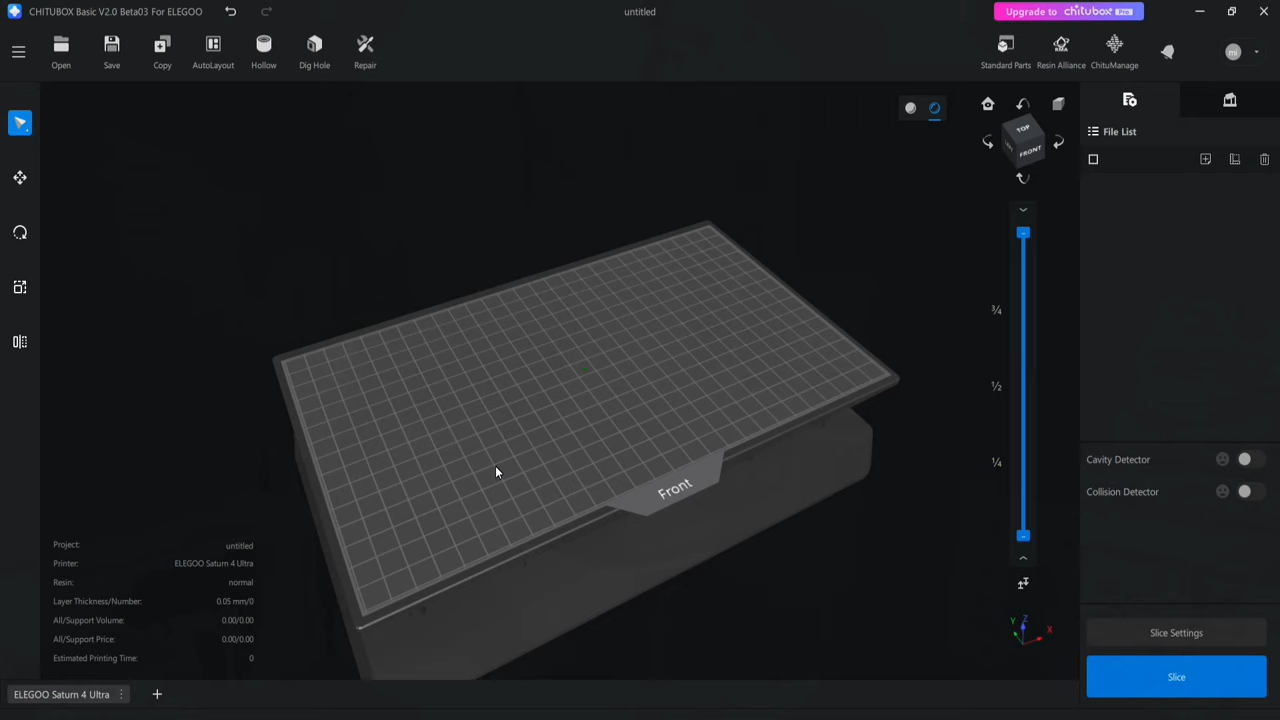 CHITUBOX Basic V2.0 Beta03 For ELEGOO
untitled
Upgrade to chitubox Pro
Open
Save
Copy
AutoLayout
Hollow
Dig Hole
Repair
Standard Parts
Resin Alliance
ChituManage
mi
RMA
TOP
LEFT
FRONT
File List
3/4
1/2
1/4
Front
Cavity Detector
Collision Detector
Project: untitled
Printer: ELEGOO Saturn 4 Ultra
Resin: normal
Layer Thickness/Number: 0.05 mm/0
All/Support Volume: 0.00/0.00
All/Support Price: 0.00/0.00
Estimated Printing Time: 0
Y
Z
X
Slice Settings
Slice
ELEGOO Saturn 4 Ultra